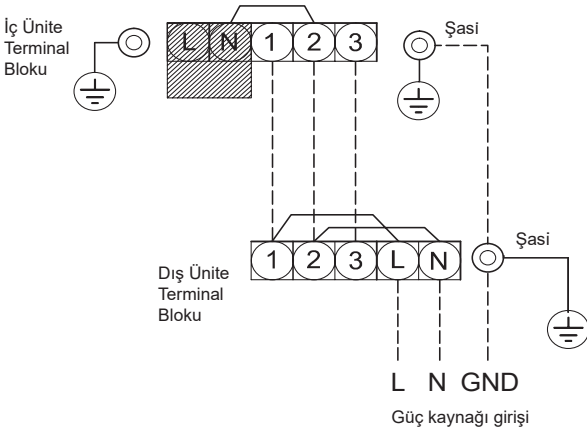 İç Ünite
Terminal
Bloku
L N 1 2 3
Şasi
Dış Ünite
Terminal
Bloku
1 2 3 L N
Şasi
L N GND
Güç kaynağı girişi